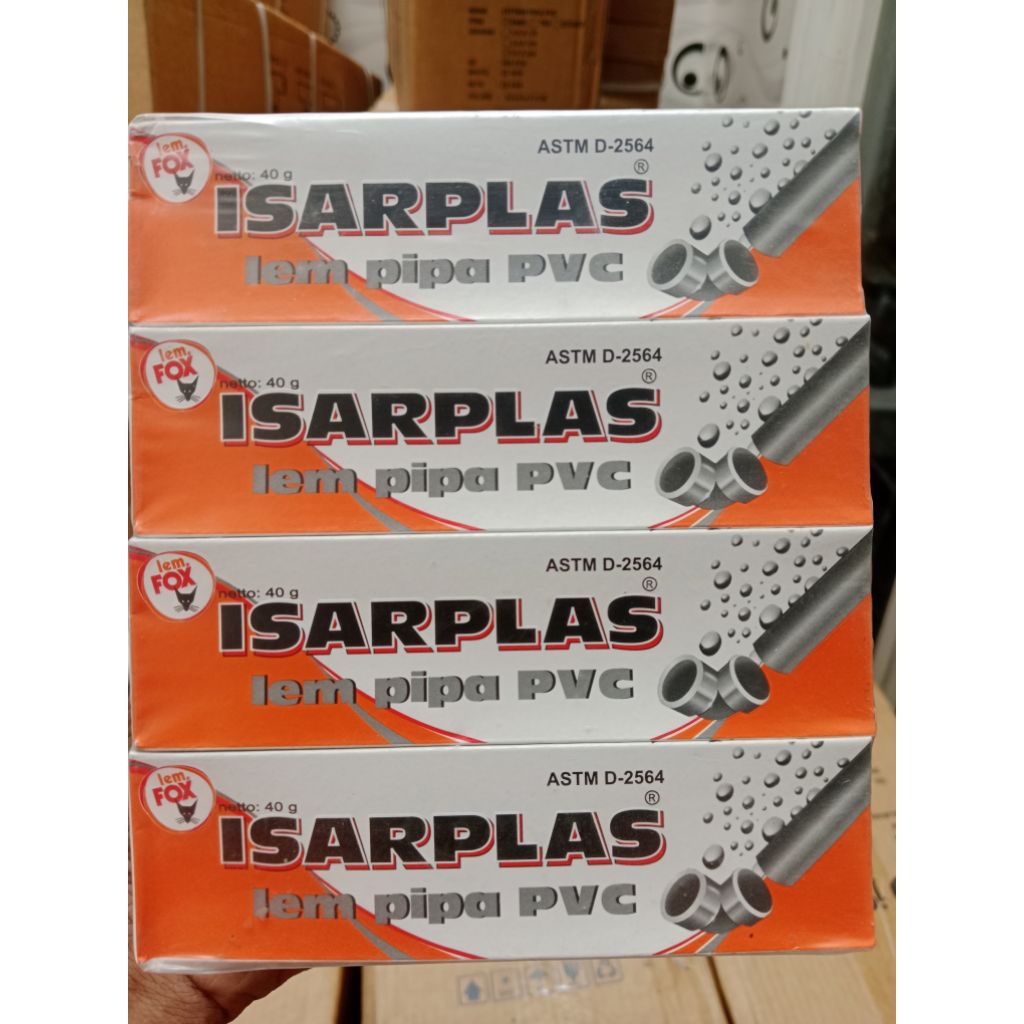 lem
FOX
ASTM D-2564
netto: 40 g
ISARPLAS®
lem pipa PVC
lem
FOX
ASTM D-2564
netto: 40 g
ISARPLAS®
lem pipa PVC
lem
FOX
ASTM D-2564
netto: 40 g
ISARPLAS®
lem pipa PVC
lem
FOX
ASTM D-2564
netto: 40 g
ISARPLAS®
lem pipa PVC